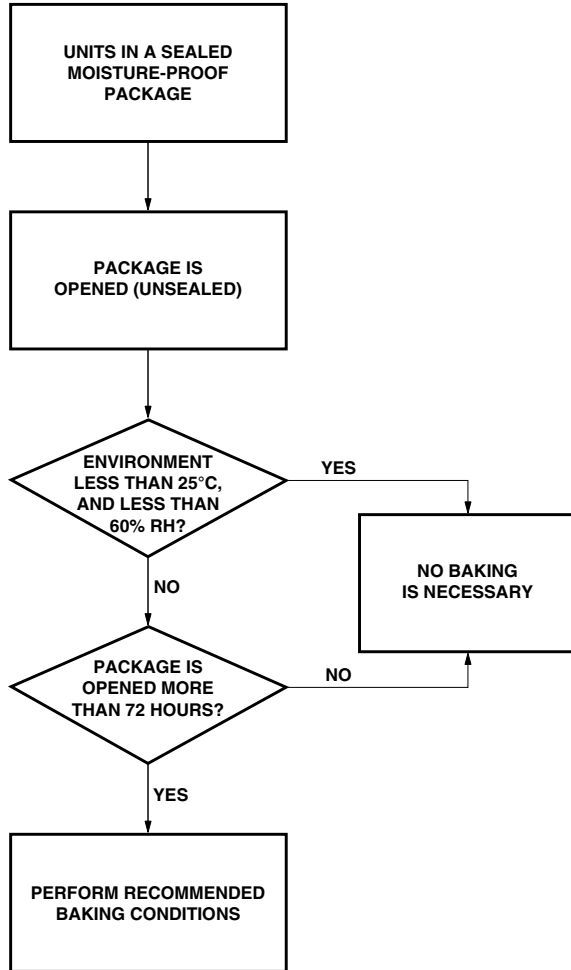 UNITS IN A SEALED
MOISTURE-PROOF
PACKAGE
PACKAGE IS
OPENED (UNSEALED)
ENVIRONMENT
LESS THAN 25°C,
AND LESS THAN
60% RH?
YES
NO BAKING
IS NECESSARY
NO
PACKAGE IS
OPENED MORE
THAN 72 HOURS?
NO
YES
PERFORM RECOMMENDED
BAKING CONDITIONS